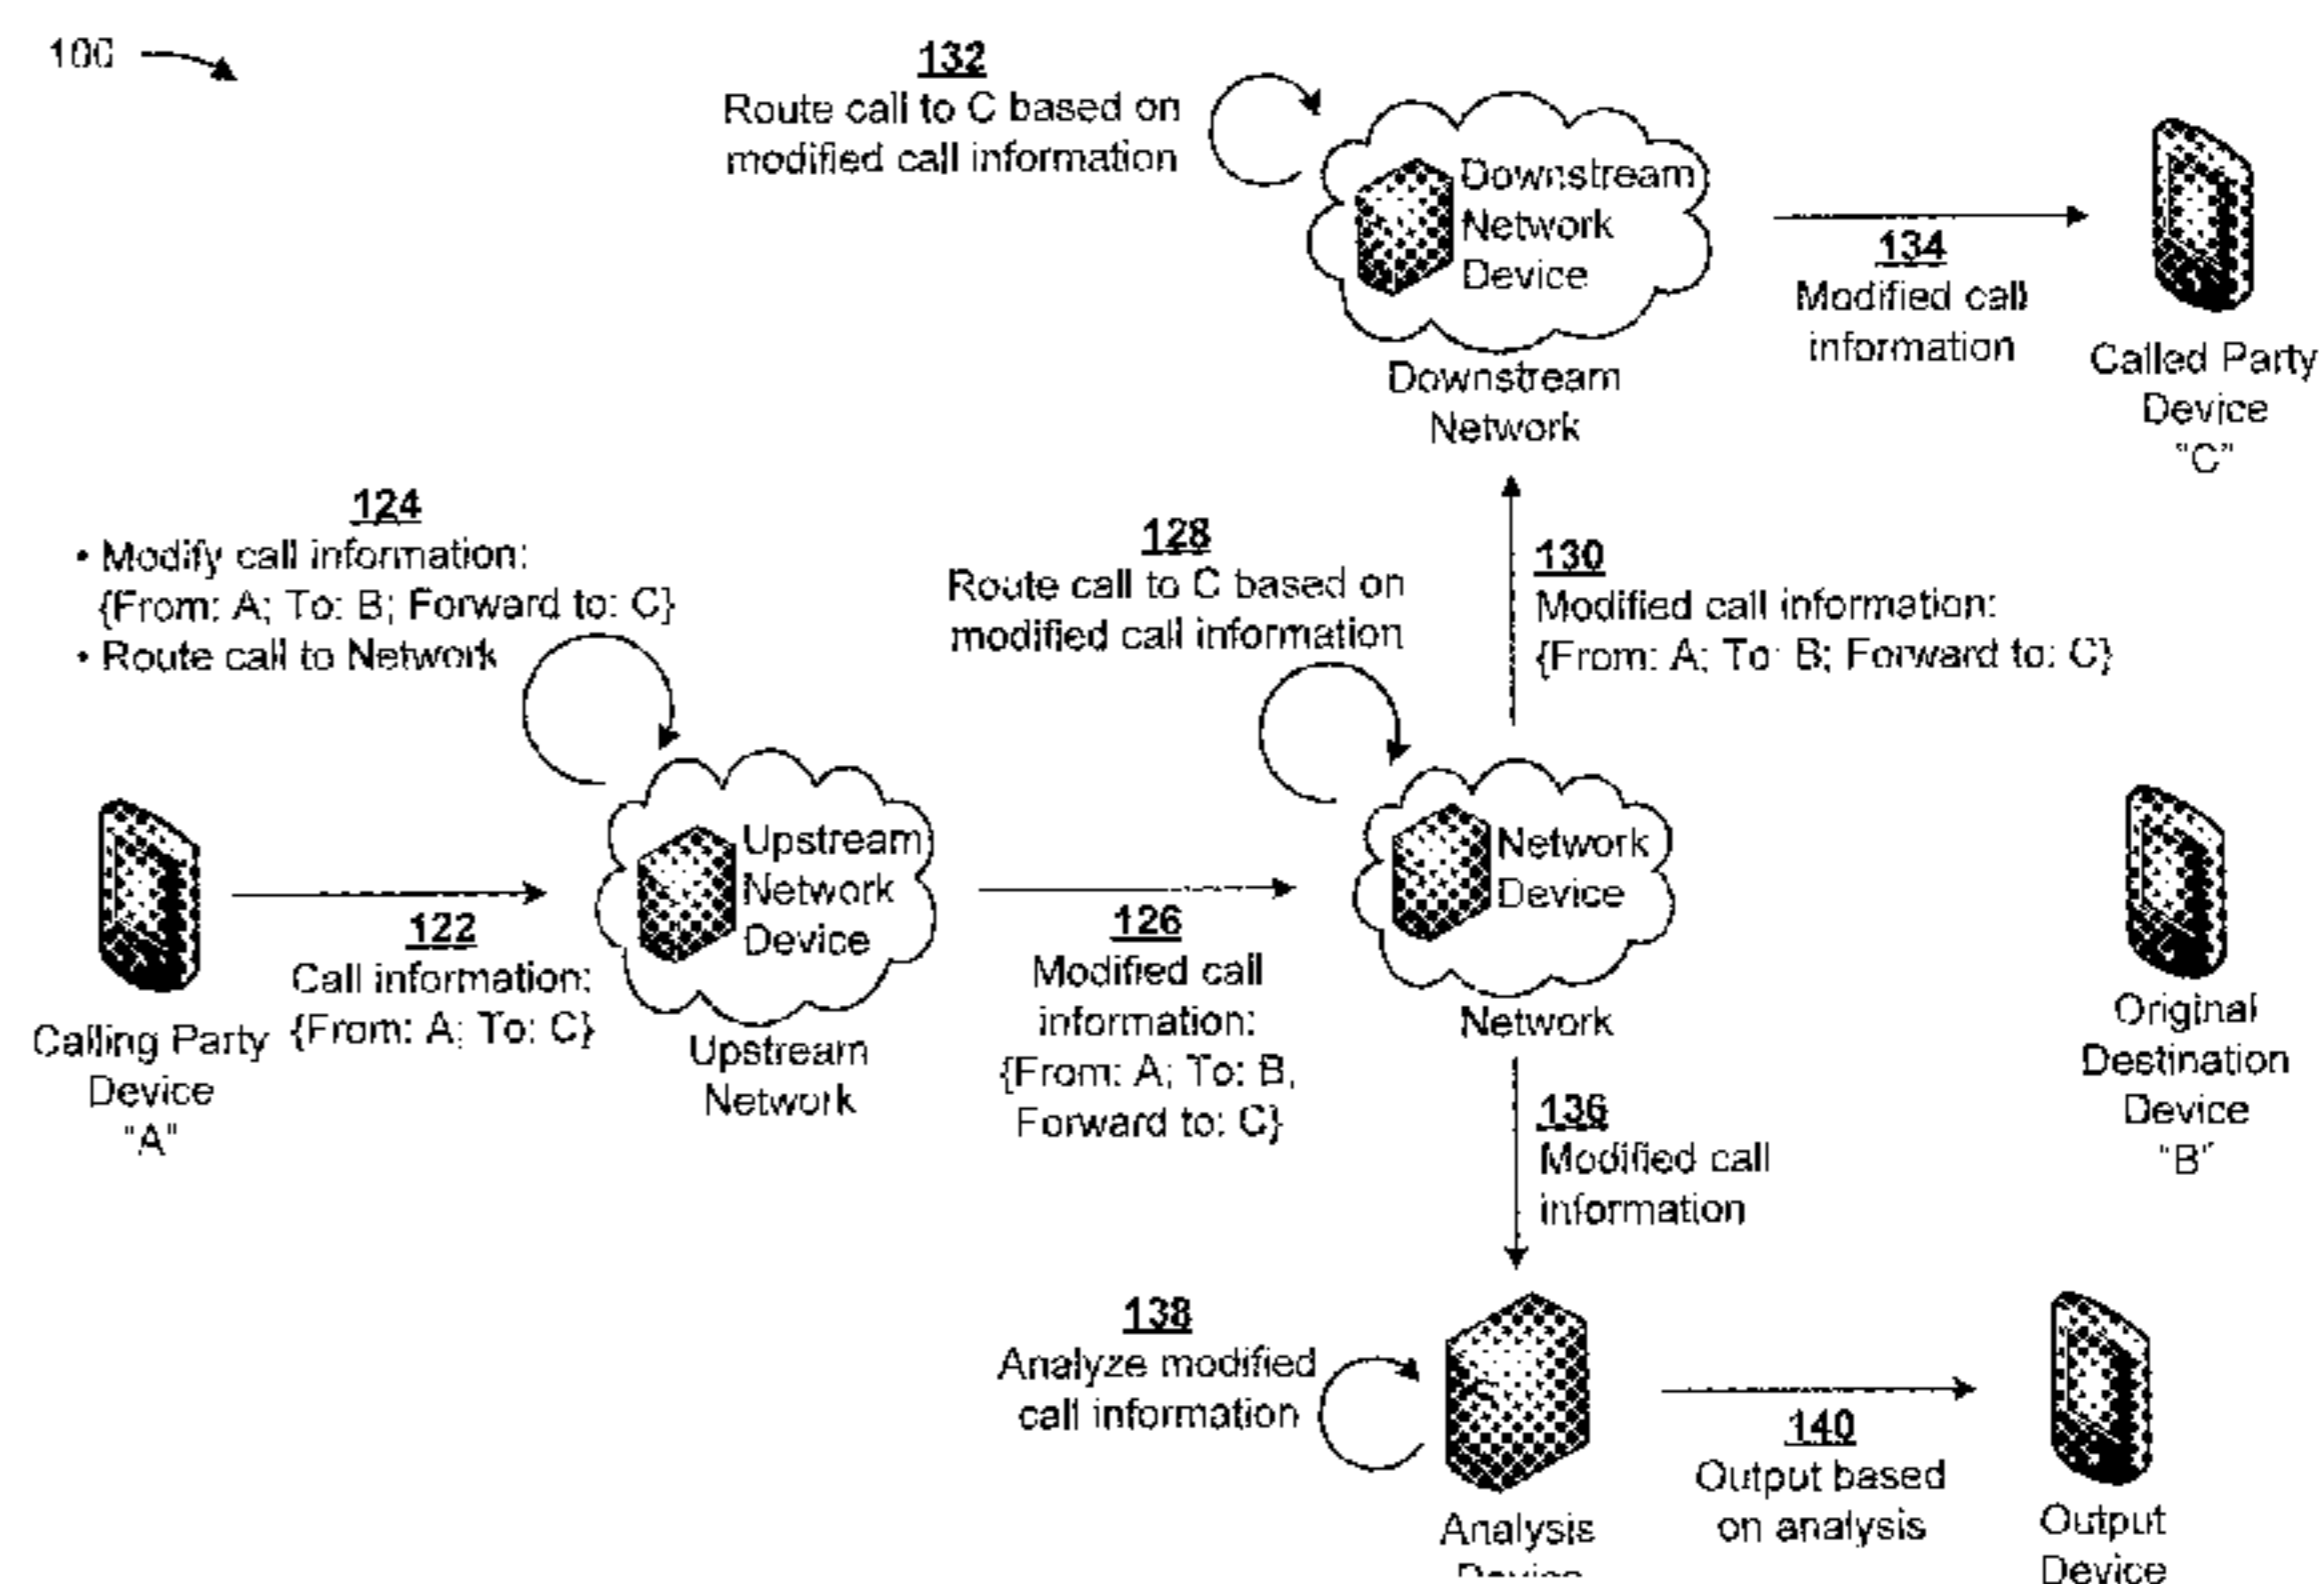 100
132
Route call to C based on
modified call information
Downstream
Network
Device
Downstream
Network
134
Modified call
information
Called Party
Device
"C"
124
• Modify call information:
{From: A; To: B; Forward to: C}
• Route call to Network
128
Route call to C based on
modified call information
130
Modified call information:
{From: A; To: B; Forward to: C}
Calling Party
Device
"A"
122
Call information:
{From: A; To: C}
Upstream
Network
Device
Upstream
Network
126
Modified call
information:
{From: A; To: B,
Forward to: C}
Network
Device
Network
Original
Destination
Device
"B"
136
Modified call
information
138
Analyze modified
call information
Analysis
140
Output based
on analysis
Output
Device